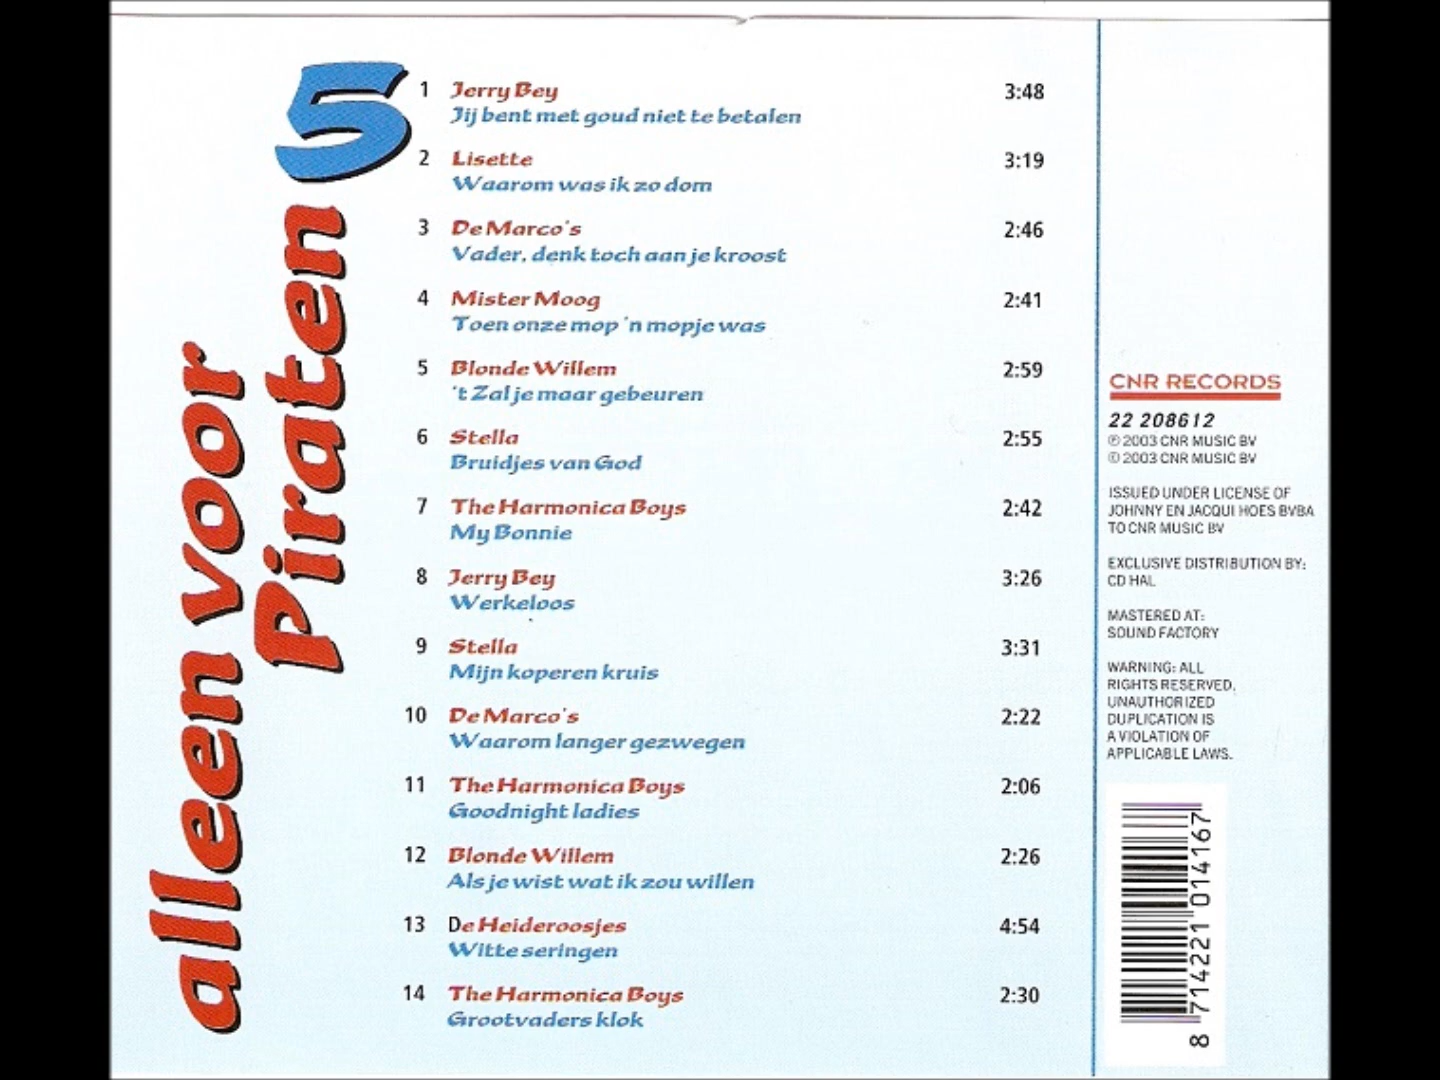 alleen voor
Piraten 5
1 Jerry Bey 3:48
Jij bent met goud niet te betalen
2 Lisette 3:19
Waarom was ik zo dom
3 De Marco's 2:46
Vader, denk toch aan je kroost
4 Mister Moog 2:41
Toen onze mop 'n mopje was
5 Blonde Willem 2:59
't Zal je maar gebeuren
6 Stella 2:55
Bruidjes van God
7 The Harmonica Boys 2:42
My Bonnie
8 Jerry Bey 3:26
Werkeloos
9 Stella 3:31
Mijn koperen kruis
10 De Marco's 2:22
Waarom langer gezwegen
11 The Harmonica Boys 2:06
Goodnight ladies
12 Blonde Willem 2:26
Als je wist wat ik zou willen
13 De Heideroosjes 4:54
Witte seringen
14 The Harmonica Boys 2:30
Grootvaders klok
CNR RECORDS
22 208612
℗ 2003 CNR MUSIC BV
© 2003 CNR MUSIC BV
ISSUED UNDER LICENSE OF
JOHNNY EN JACQUI HOES BVBA
TO CNR MUSIC BV
EXCLUSIVE DISTRIBUTION BY:
CD HAL
MASTERED AT:
SOUND FACTORY
WARNING: ALL
RIGHTS RESERVED,
UNAUTHORIZED
DUPLICATION IS
A VIOLATION OF
APPLICABLE LAWS.
8 714221 014167